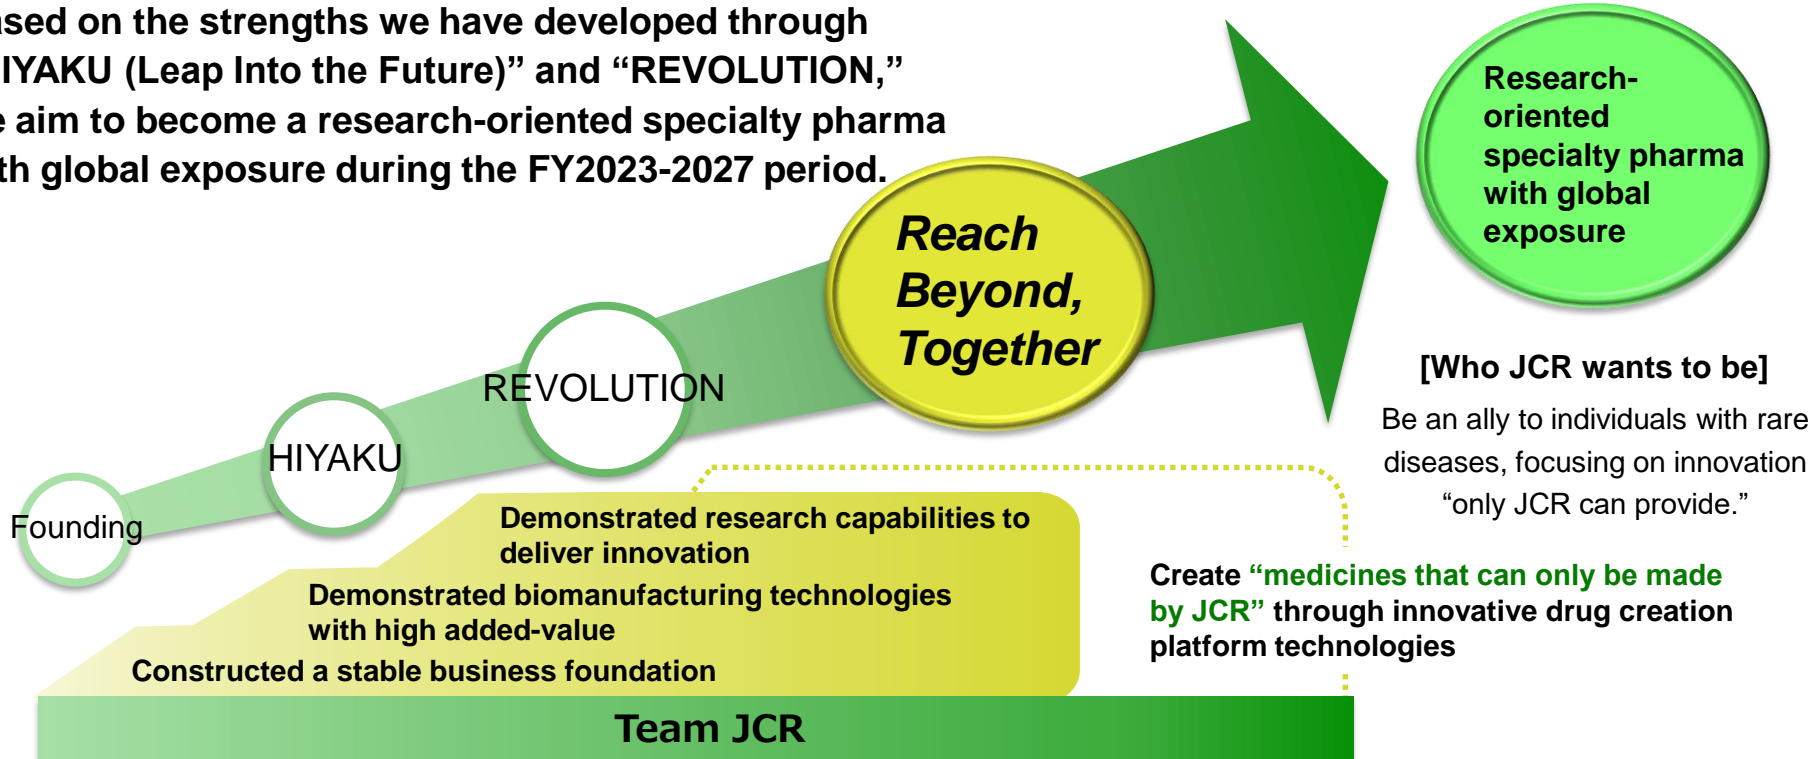 ased on the strengths we have developed through
IYAKU (Leap Into the Future)” and “REVOLUTION,”
e aim to become a research-oriented specialty pharma
th global exposure during the FY2023-2027 period.
Research-
oriented
specialty pharma
with global
exposure
Reach
Beyond,
Together
REVOLUTION
HIYAKU
Founding
[Who JCR wants to be]
Be an ally to individuals with rare
diseases, focusing on innovation
“only JCR can provide.”
Demonstrated research capabilities to
deliver innovation
Demonstrated biomanufacturing technologies
with high added-value
Constructed a stable business foundation
Create “medicines that can only be made
by JCR” through innovative drug creation
platform technologies
Team JCR